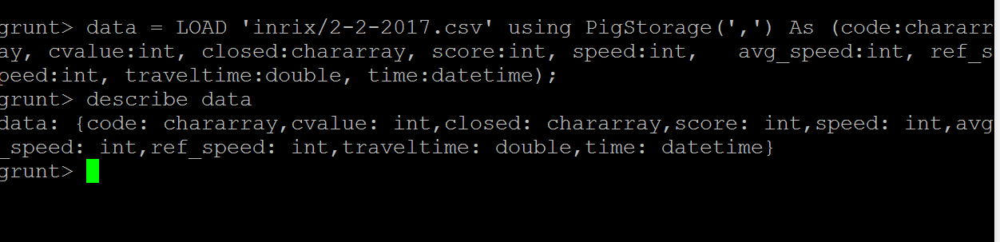 grunt> data = LOAD 'inrix/2-2-2017.csv' using PigStorage(',') As (code:chararr
ay, cvalue:int, closed:chararray, score:int, speed:int,   avg_speed:int, ref_s
peed:int, traveltime:double, time:datetime);
grunt> describe data
data: {code: chararray,cvalue: int,closed: chararray,score: int,speed: int,avg
_speed: int,ref_speed: int,traveltime: double,time: datetime}
grunt>